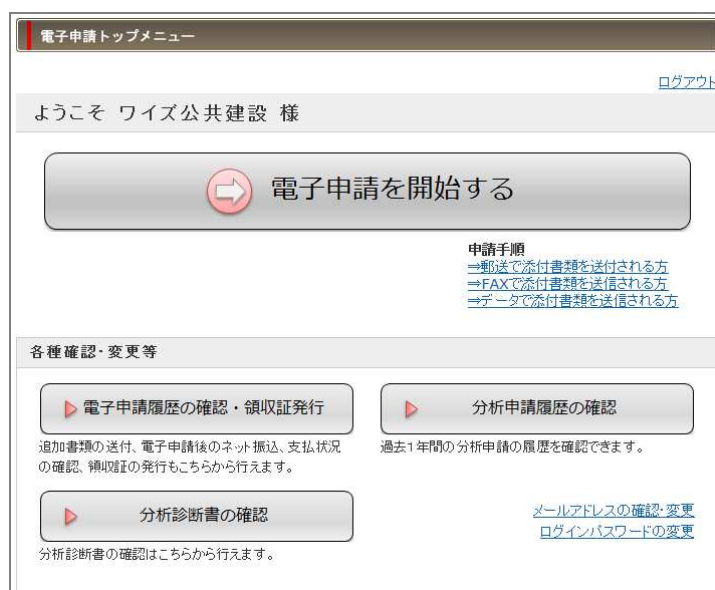 電子申請トップメニュー
ログアウト
ようこそ ワイズ公共建設 様
電子申請を開始する
申請手順
⇒郵送で添付書類を送付される方
⇒FAXで添付書類を送信される方
⇒データで添付書類を送信される方
各種確認・変更等
電子申請履歴の確認・領収証発行
分析申請履歴の確認
追加書類の送付、電子申請後のネット振込、支払状況
の確認、領収証の発行もこちらから行えます。
過去1年間の分析申請の履歴を確認できます。
分析診断書の確認
メールアドレスの確認・変更
ログインパスワードの変更
分析診断書の確認はこちらから行えます。